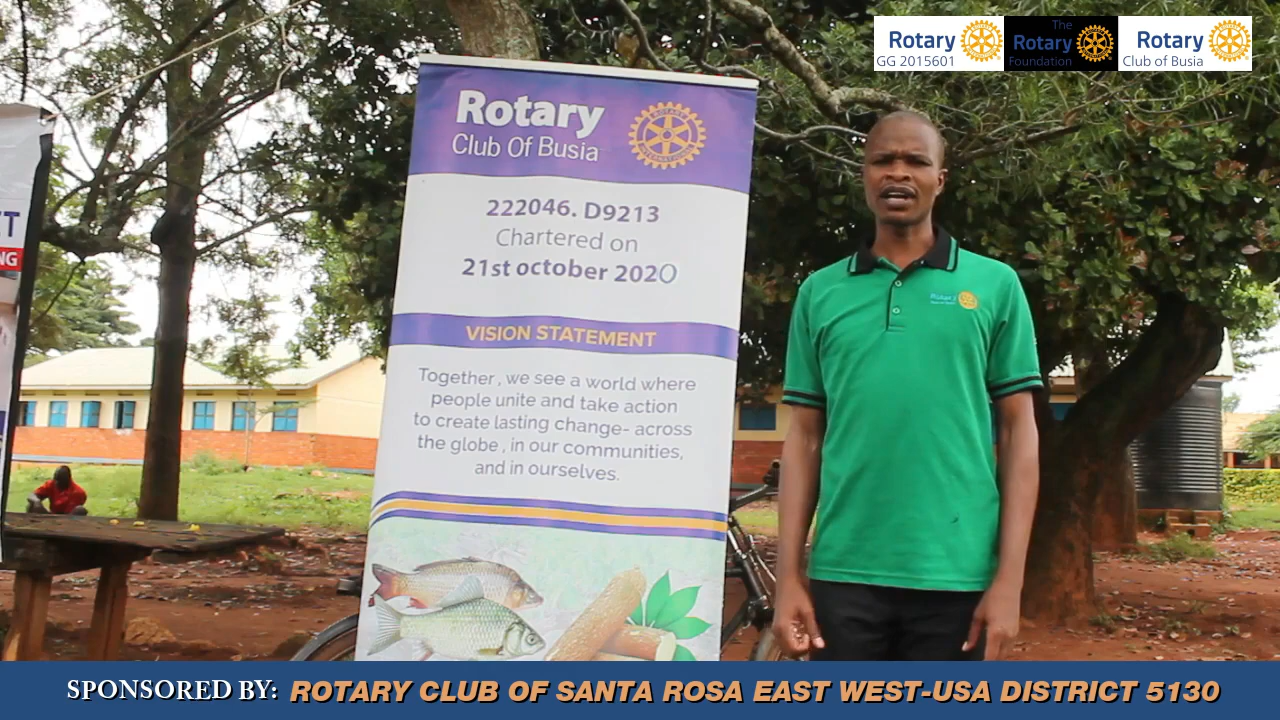 Rotary
GG 2015601
The
Rotary
Foundation
Rotary
Club of Busia
Rotary
Club Of Busia
222046. D9213
Chartered on
21st october 2020
VISION STATEMENT
Together, we see a world where
people unite and take action
to create lasting change- across
the globe, in our communities,
and in ourselves.
ET
NG
Rotary
SPONSORED BY: ROTARY CLUB OF SANTA ROSA EAST WEST-USA DISTRICT 5130